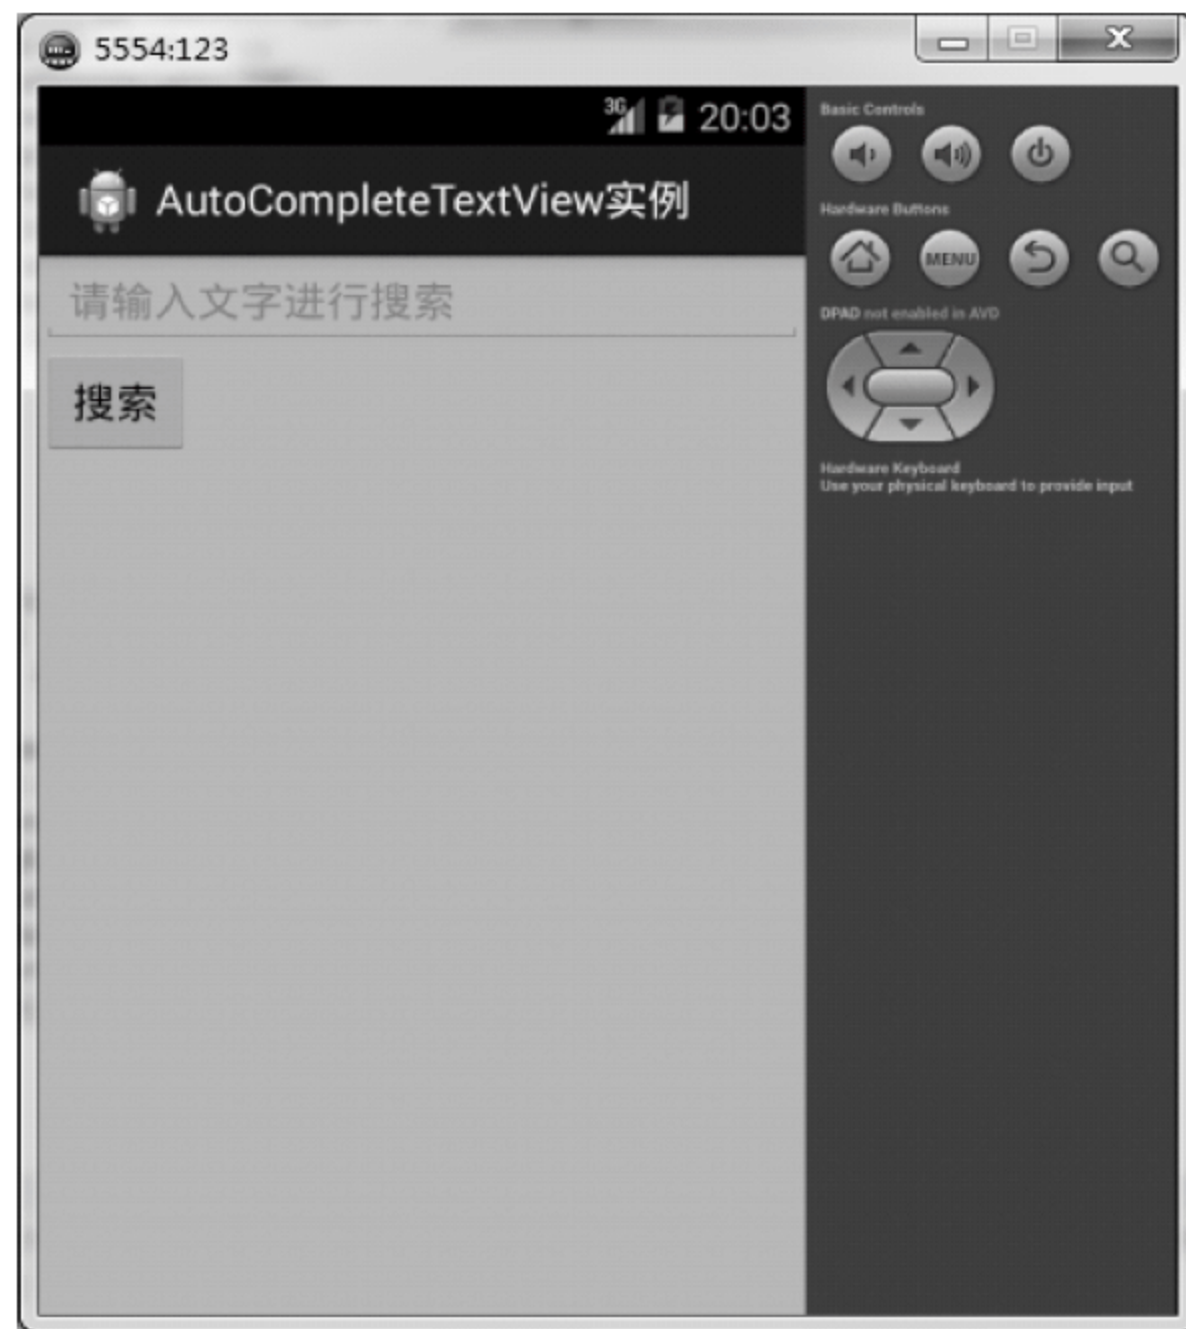 5554:123
3G 20:03
AutoCompleteTextView实例
请输入文字进行搜索
搜索
Basic Controls
Hardware Buttons
MENU
DPAD not enabled in AVD
Hardware Keyboard
Use your physical keyboard to provide input